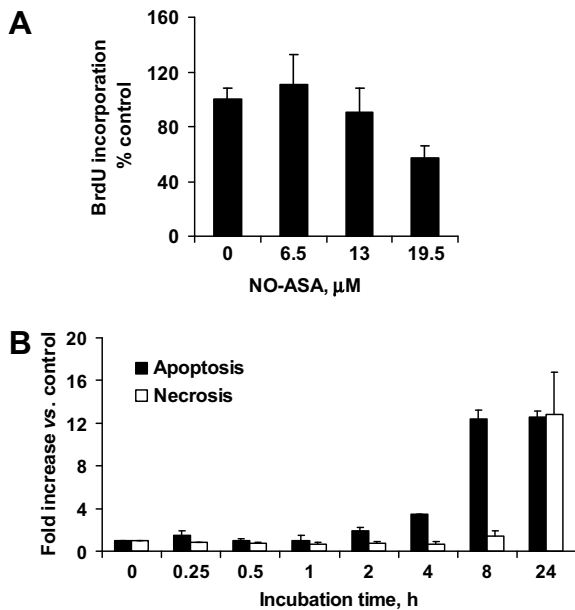 A
BrdU incorporation
% control
160
120
80
40
0
0 6.5 13 19.5
NO-ASA, μM
B
Fold increase vs. control
20
16
12
8
4
0
Apoptosis
Necrosis
0 0.25 0.5 1 2 4 8 24
Incubation time, h